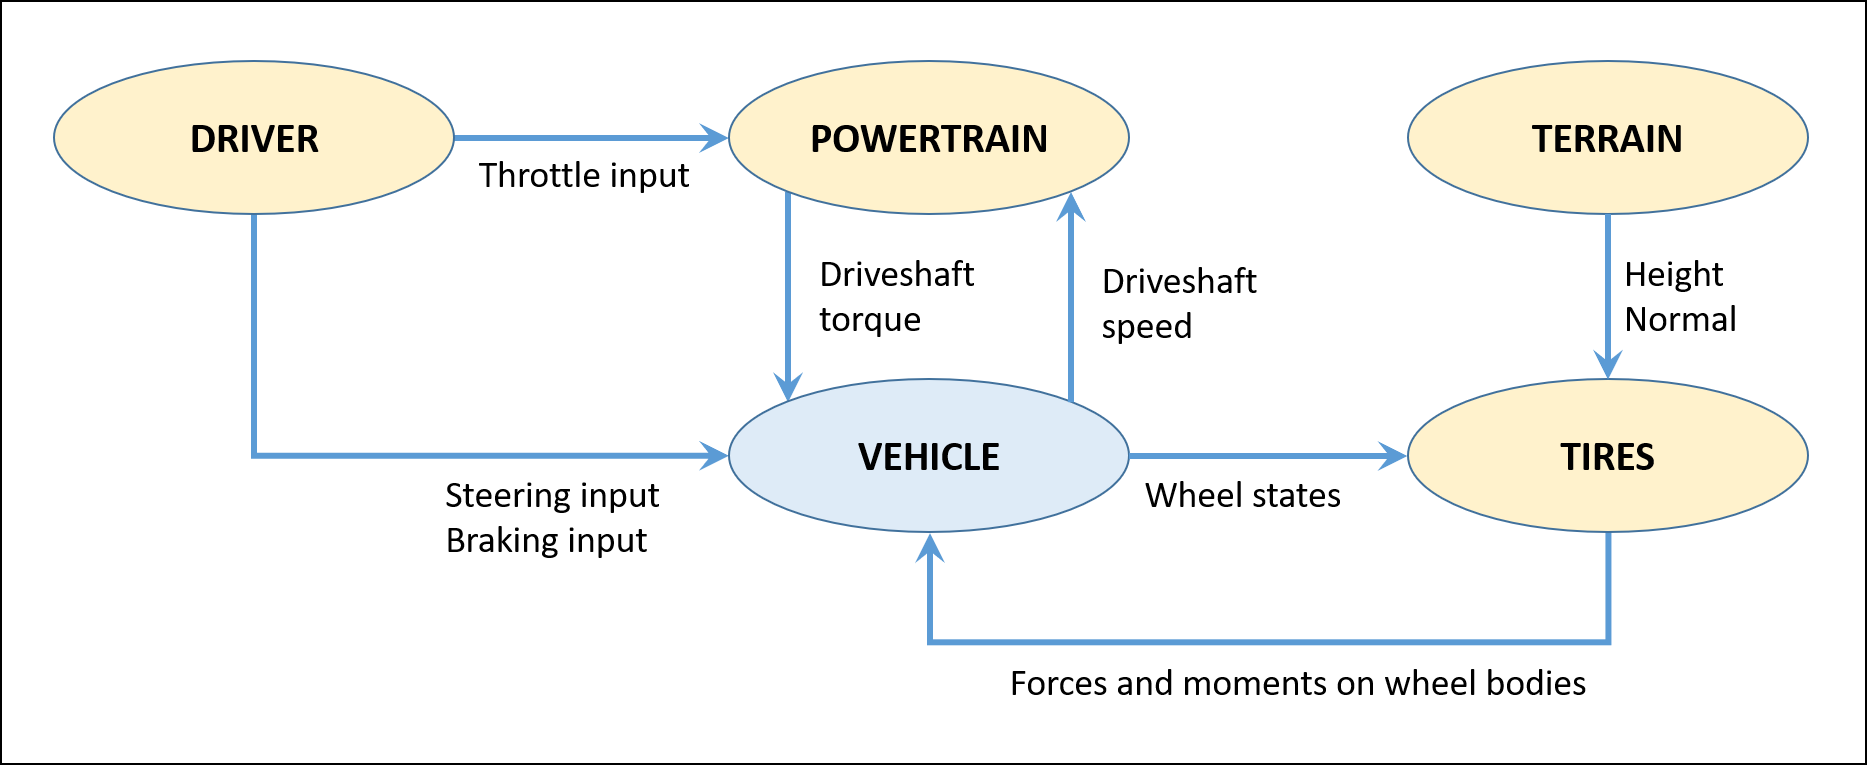 DRIVER
POWERTRAIN
TERRAIN
Throttle input
Driveshaft
torque
Driveshaft
speed
Height
Normal
VEHICLE
TIRES
Steering input
Braking input
Wheel states
Forces and moments on wheel bodies